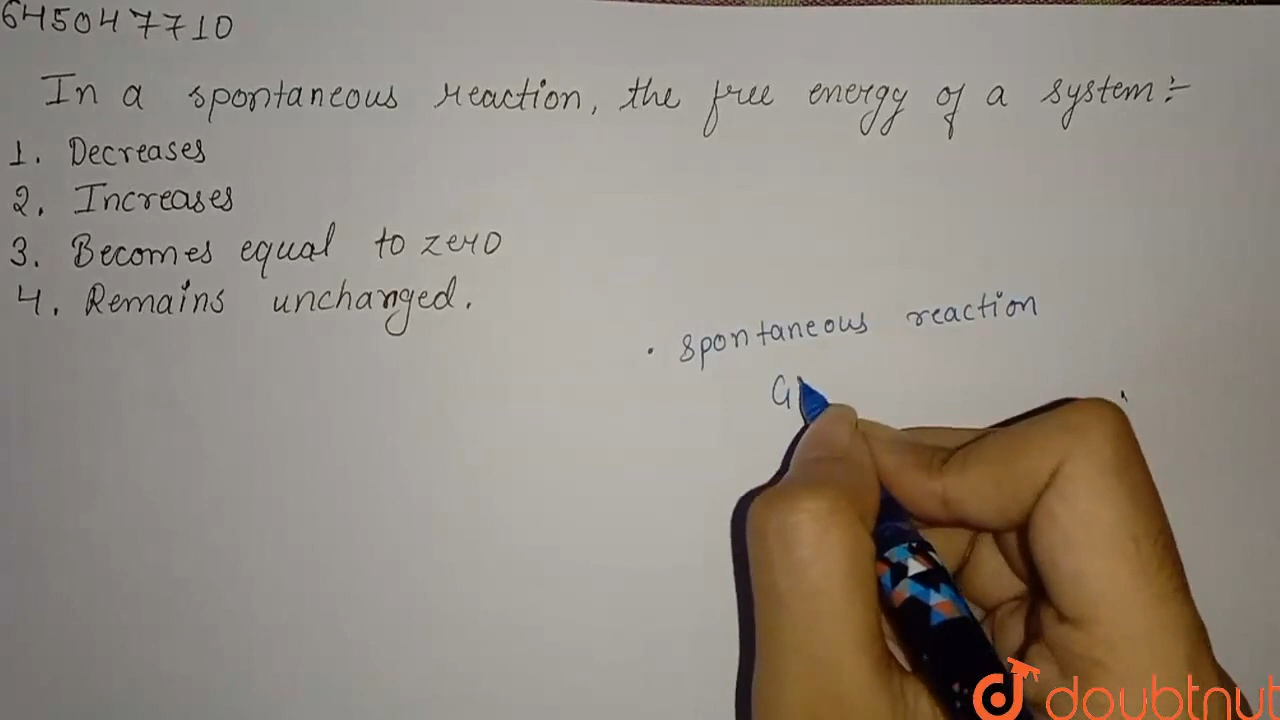 645047710
In a spontaneous reaction, the free energy of a system:-
1. Decreases
2. Increases
3. Becomes equal to zero
4. Remains unchanged.
. spontaneous reaction
G
doubtnut